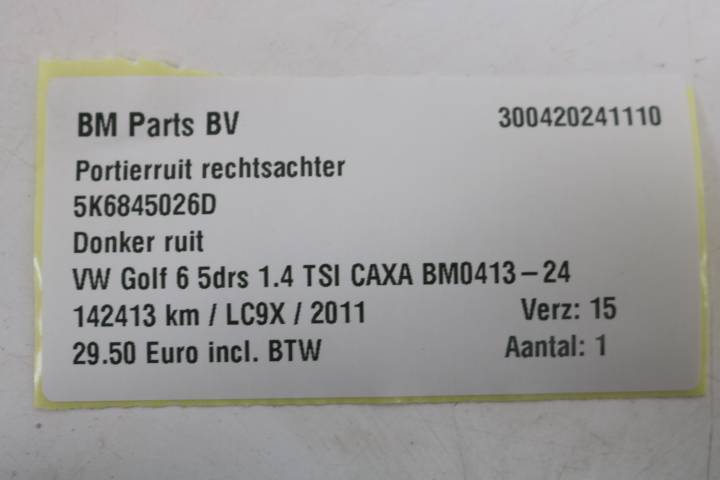 BM Parts BV 300420241110
Portierruit rechtsachter
5K6845026D
Donker ruit
VW Golf 6 5drs 1.4 TSI CAXA BM0413-24
142413 km / LC9X / 2011 Verz: 15
29.50 Euro incl. BTW Aantal: 1